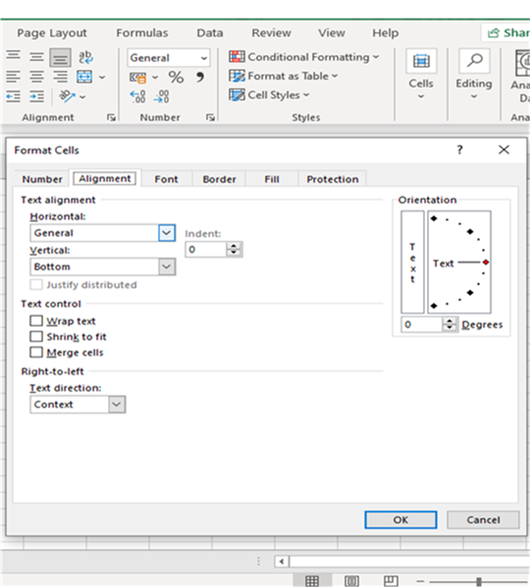 Page Layout Formulas Data Review View Help Shar
General
Conditional Formatting
% Format as Table
Cell Styles
Cells
Editing
Ana
Da
Alignment Number Styles Ana
Format Cells ? ×
Number Alignment Font Border Fill Protection
Text alignment
Horizontal:
General
Indent:
0
Vertical:
Bottom
Justify distributed
Text control
Wrap text
Shrink to fit
Merge cells
Right-to-left
Text direction:
Context
Orientation
Text
Text
0 Degrees
OK Cancel